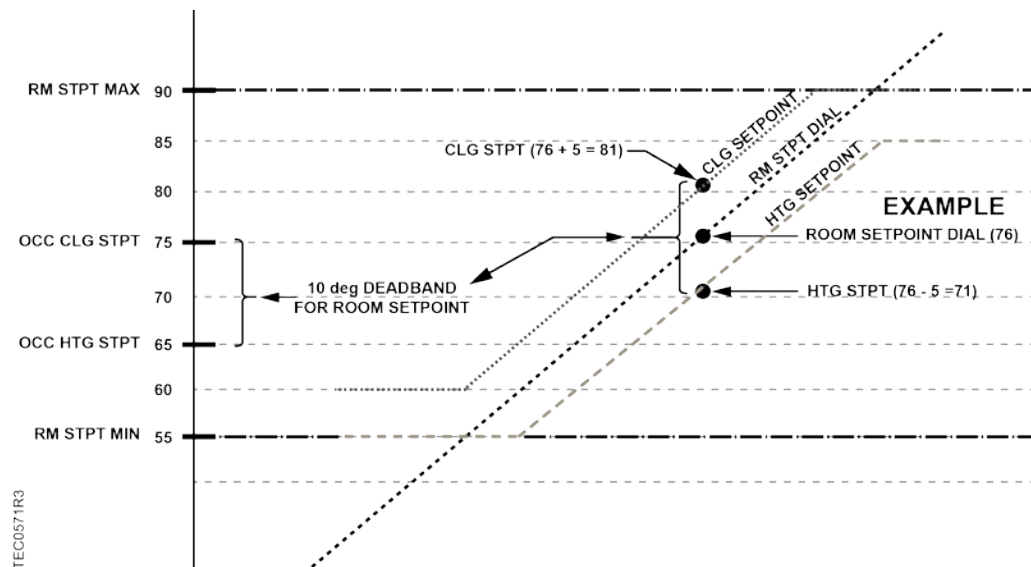 RM STPT MAX 90
85
CLG STPT (76 + 5 = 81)
CLG SETPOINT
RM STPT DIAL
HTG SETPOINT
80
EXAMPLE
OCC CLG STPT 75
ROOM SETPOINT DIAL (76)
10 deg DEADBAND
FOR ROOM SETPOINT
70
HTG STPT (76 - 5 =71)
OCC HTG STPT 65
60
RM STPT MIN 55
TEC0571R3